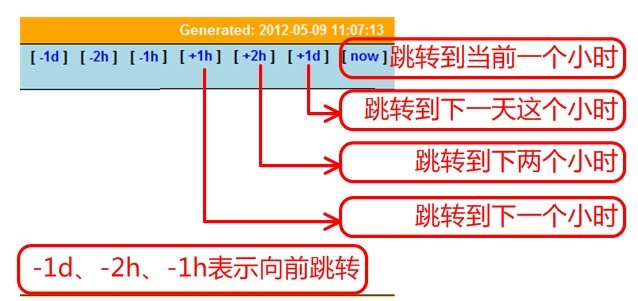 Generated: 2012-05-09 11:07:13
[ -1d ] [ -2h ] [ -1h ] [ +1h ] [ +2h ] [ +1d ] [ now ] 跳转到当前一个小时
跳转到下一天这个小时
跳转到下两个小时
跳转到下一个小时
-1d、-2h、-1h表示向前跳转